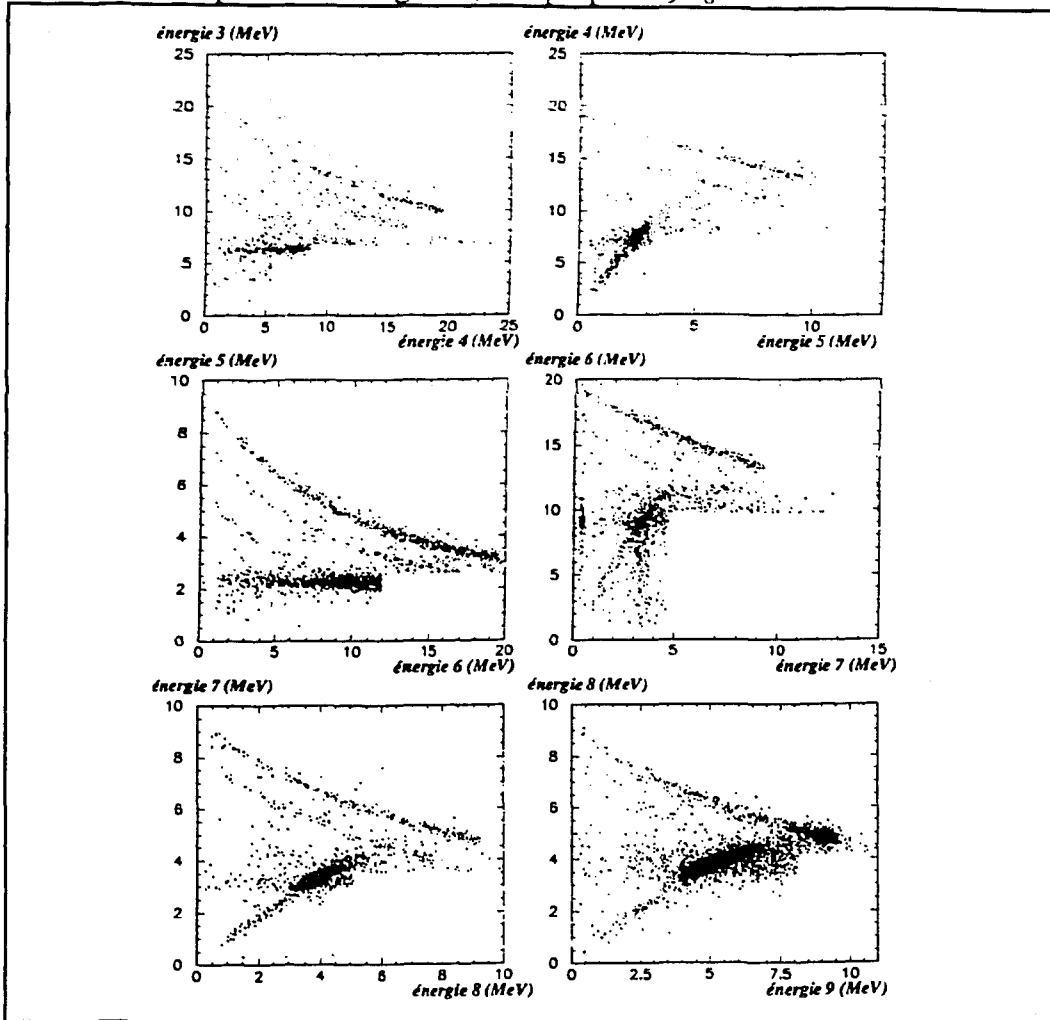 énergie 3 (MeV)
25
20
15
10
5
0
0 5 10 15 20 25
énergie 4 (MeV)
énergie 4 (MeV)
25
20
15
10
5
0
0 5 10
énergie 5 (MeV)
énergie 5 (MeV)
10
8
6
4
2
0
0 5 10 15 20
énergie 6 (MeV)
énergie 6 (MeV)
20
15
10
5
0
0 5 10 15
énergie 7 (MeV)
énergie 7 (MeV)
10
8
6
4
2
0
0 2 4 6 8 10
énergie 8 (MeV)
énergie 8 (MeV)
10
8
6
4
2
0
0 2.5 5 7.5 10
énergie 9 (MeV)